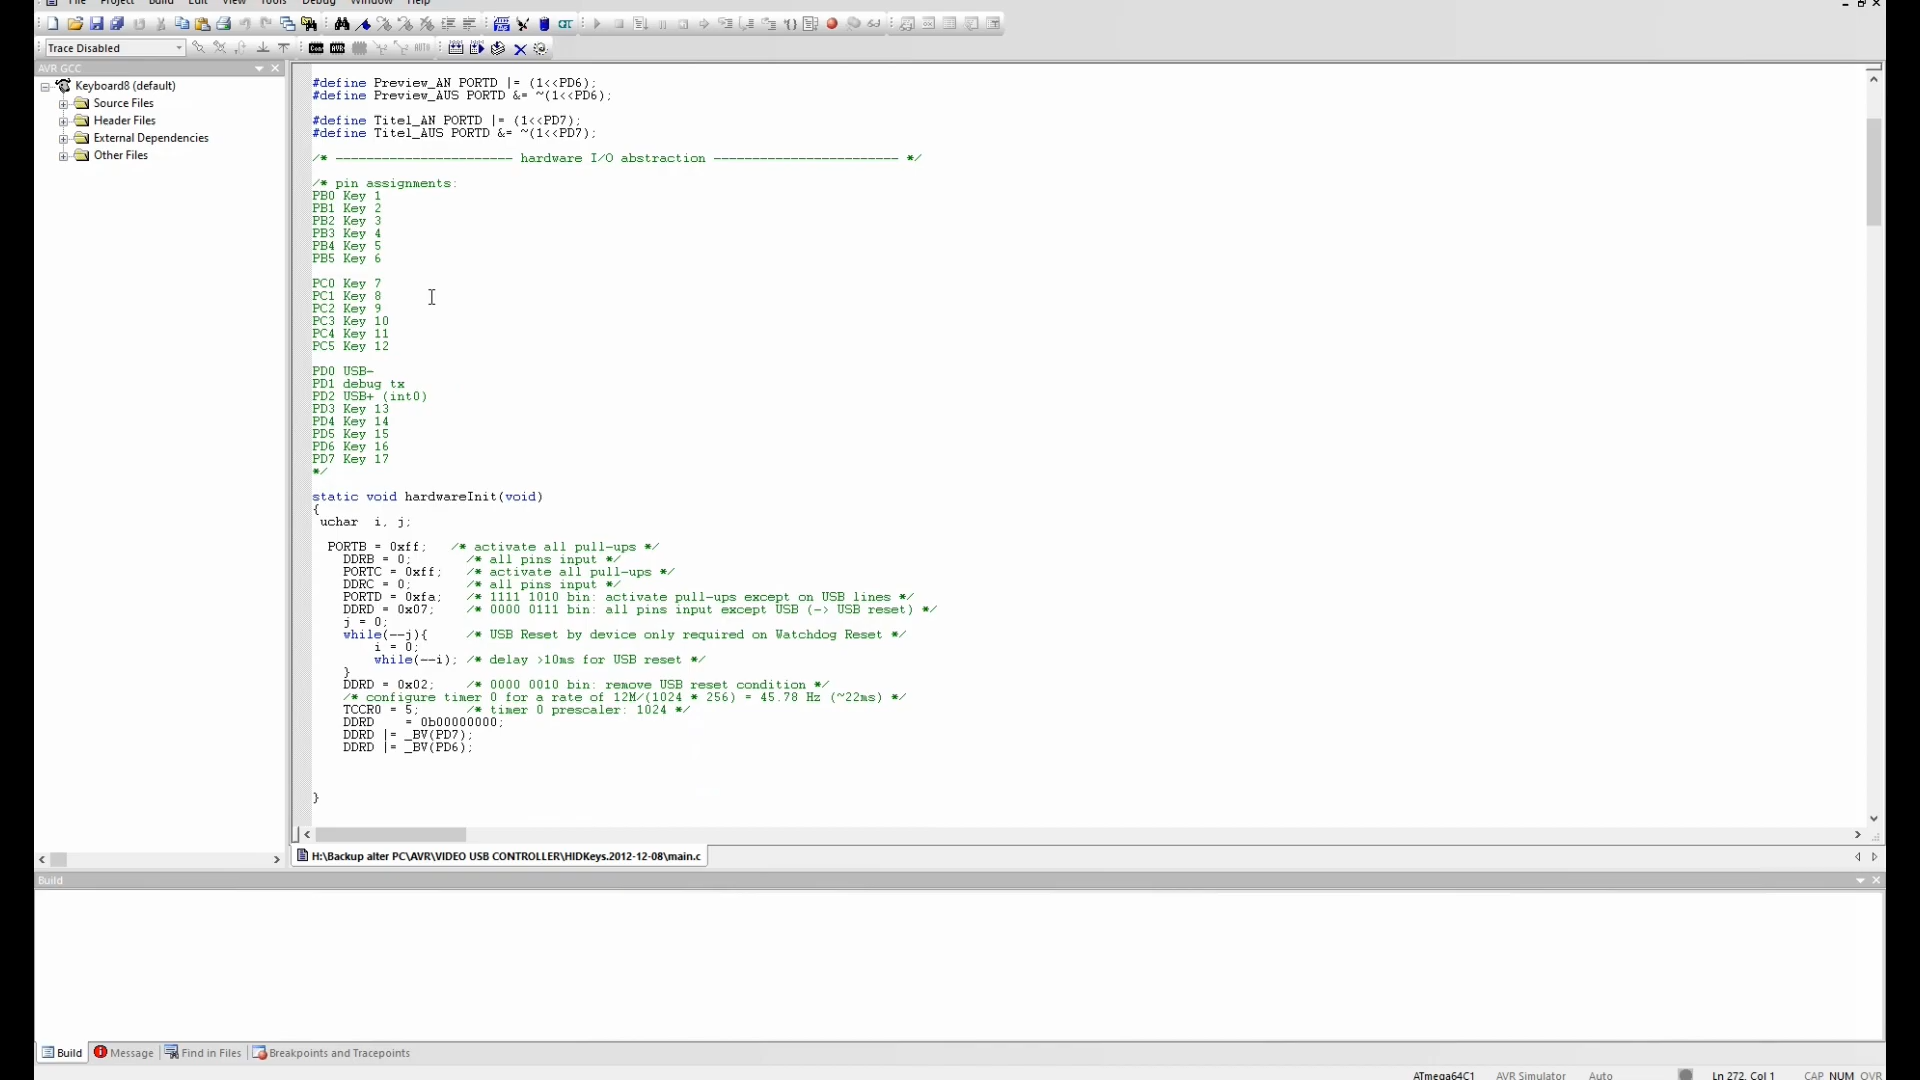 File Project Build Edit View Tools Debug Window Help
Trace Disabled
AVR GCC
Keyboard8 (default)
Source Files
Header Files
External Dependencies
Other Files
#define Preview_AN PORTD |= (1<<PD6);
#define Preview_AUS PORTD &= ~(1<<PD6);
#define Titel_AN PORTD |= (1<<PD7);
#define Titel_AUS PORTD &= ~(1<<PD7);
/* ----------------------- hardware I/O abstraction ------------------------ */
/* pin assignments:
PB0 Key 1
PB1 Key 2
PB2 Key 3
PB3 Key 4
PB4 Key 5
PB5 Key 6
PC0 Key 7
PC1 Key 8
PC2 Key 9
PC3 Key 10
PC4 Key 11
PC5 Key 12
PD0 USB-
PD1 debug tx
PD2 USB+ (int0)
PD3 Key 13
PD4 Key 14
PD5 Key 15
PD6 Key 16
PD7 Key 17
*/
static void hardwareInit(void)
{
uchar i, j;
PORTB = 0xff; /* activate all pull-ups */
DDRB = 0; /* all pins input */
PORTC = 0xff; /* activate all pull-ups */
DDRC = 0; /* all pins input */
PORTD = 0xfa; /* 1111 1010 bin: activate pull-ups except on USB lines */
DDRD = 0x07; /* 0000 0111 bin: all pins input except USB (-> USB reset) */
j = 0;
while(--j){ /* USB Reset by device only required on Watchdog Reset */
i = 0;
while(--i); /* delay >10ms for USB reset */
}
DDRD = 0x02; /* 0000 0010 bin: remove USB reset condition */
/* configure timer 0 for a rate of 12M/(1024 * 256) = 45.78 Hz (~22ms) */
TCCR0 = 5; /* timer 0 prescaler: 1024 */
DDRD = 0b00000000;
DDRD |= _BV(PD7);
DDRD |= _BV(PD6);
}
H:\Backup alter PC\AVR\VIDEO USB CONTROLLER\HIDKeys.2012-12-08\main.c
Build
Build Message Find in Files Breakpoints and Tracepoints
ATmega64C1 AVR Simulator Auto Ln 272, Col 1 CAP NUM OVR